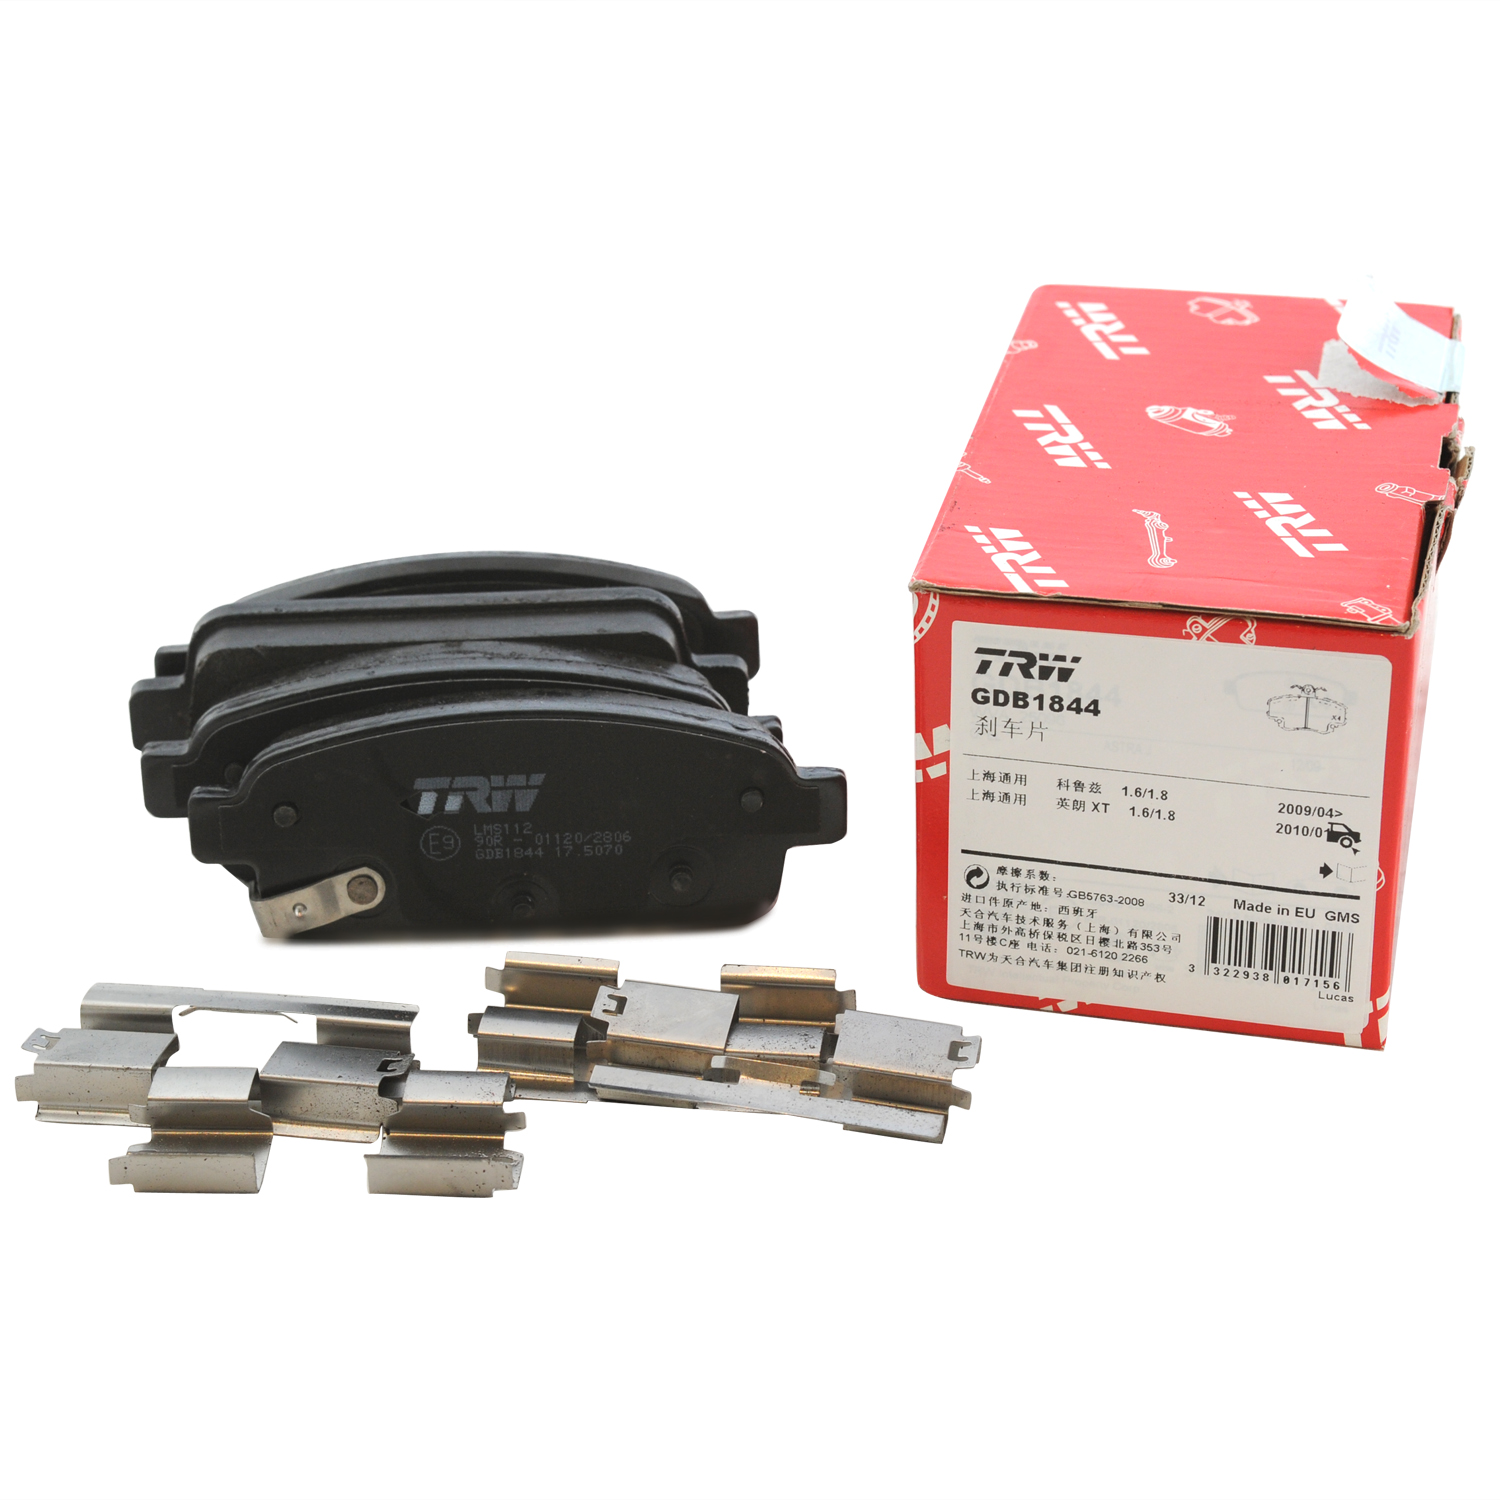 TRW
TRW
TRW
TRW
TRW
TRW
GDB1844
刹车片
X4
上海通用 科鲁兹 1.6/1.8 2009/04>
上海通用 英朗 XT 1.6/1.8 2010/01
摩擦系数:
执行标准号:GB5763-2008 33/12 Made in EU GMS
进口件原产地: 西班牙
天合汽车技术服务(上海)有限公司
上海市外高桥保税区日樱北路353号
11号楼C座 电话: 021-6120 2266
TRW为天合汽车集团注册知识产权
3 322938 017156
Lucas
TRW
E9
LMS112
90R - 01120/2806
GDB1844 17.5070